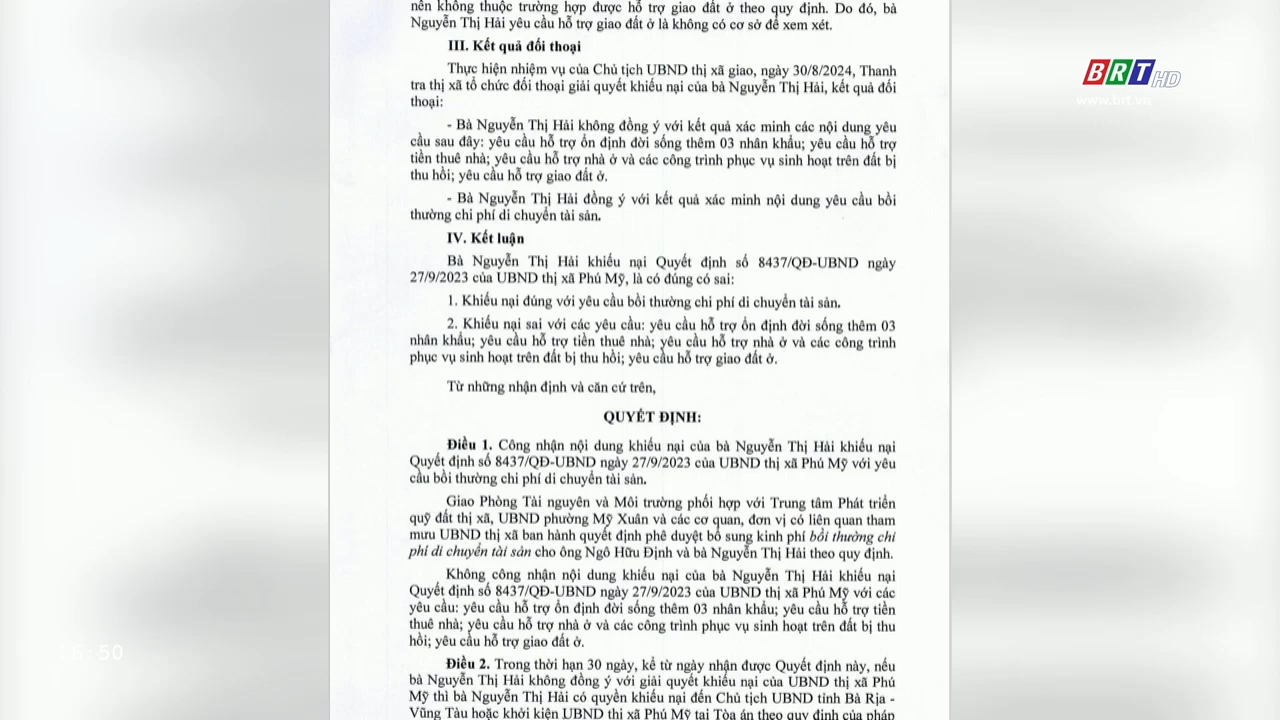 nên không thuộc trường hợp được hỗ trợ giao đất ở theo quy định. Do đó, bà
Nguyễn Thị Hải yêu cầu hỗ trợ giao đất ở là không có cơ sở để xem xét.
III. Kết quả đối thoại
Thực hiện nhiệm vụ của Chủ tịch UBND thị xã giao, ngày 30/8/2024, Thanh
tra thị xã tổ chức đối thoại giải quyết khiếu nại của bà Nguyễn Thị Hải, kết quả đối
thoại:
- Bà Nguyễn Thị Hải không đồng ý với kết quả xác minh các nội dung yêu
cầu sau đây: yêu cầu hỗ trợ ổn định đời sống thêm 03 nhân khẩu; yêu cầu hỗ trợ
tiền thuê nhà; yêu cầu hỗ trợ nhà ở và các công trình phục vụ sinh hoạt trên đất bị
thu hồi; yêu cầu hỗ trợ giao đất ở.
- Bà Nguyễn Thị Hải đồng ý với kết quả xác minh nội dung yêu cầu bồi
thường chi phí di chuyển tài sản.
IV. Kết luận
Bà Nguyễn Thị Hải khiếu nại Quyết định số 8437/QĐ-UBND ngày
27/9/2023 của UBND thị xã Phú Mỹ, là có đúng có sai:
1. Khiếu nại đúng với yêu cầu bồi thường chi phí di chuyển tài sản.
2. Khiếu nại sai với các yêu cầu: yêu cầu hỗ trợ ổn định đời sống thêm 03
nhân khẩu; yêu cầu hỗ trợ tiền thuê nhà; yêu cầu hỗ trợ nhà ở và các công trình
phục vụ sinh hoạt trên đất bị thu hồi; yêu cầu hỗ trợ giao đất ở.
Từ những nhận định và căn cứ trên,
QUYẾT ĐỊNH:
Điều 1. Công nhận nội dung khiếu nại của bà Nguyễn Thị Hải khiếu nại
Quyết định số 8437/QĐ-UBND ngày 27/9/2023 của UBND thị xã Phú Mỹ với yêu
cầu bồi thường chi phí di chuyển tài sản.
Giao Phòng Tài nguyên và Môi trường phối hợp với Trung tâm Phát triển
quỹ đất thị xã, UBND phường Mỹ Xuân và các cơ quan, đơn vị có liên quan tham
mưu UBND thị xã ban hành quyết định phê duyệt bổ sung kinh phí bồi thường chi
phí di chuyển tài sản cho ông Ngô Hữu Định và bà Nguyễn Thị Hải theo quy định.
Không công nhận nội dung khiếu nại của bà Nguyễn Thị Hải khiếu nại
Quyết định số 8437/QĐ-UBND ngày 27/9/2023 của UBND thị xã Phú Mỹ với các
yêu cầu: yêu cầu hỗ trợ ổn định đời sống thêm 03 nhân khẩu; yêu cầu hỗ trợ tiền
thuê nhà; yêu cầu hỗ trợ nhà ở và các công trình phục vụ sinh hoạt trên đất bị thu
hồi; yêu cầu hỗ trợ giao đất ở.
Điều 2. Trong thời hạn 30 ngày, kể từ ngày nhận được Quyết định này, nếu
bà Nguyễn Thị Hải không đồng ý với giải quyết khiếu nại của UBND thị xã Phú
Mỹ thì bà Nguyễn Thị Hải có quyền khiếu nại đến Chủ tịch UBND tỉnh Bà Rịa -
Vũng Tàu hoặc khởi kiện UBND thị xã Phú Mỹ tại Tòa án theo quy định của pháp
BRT HD
www.brt.vn
16:50